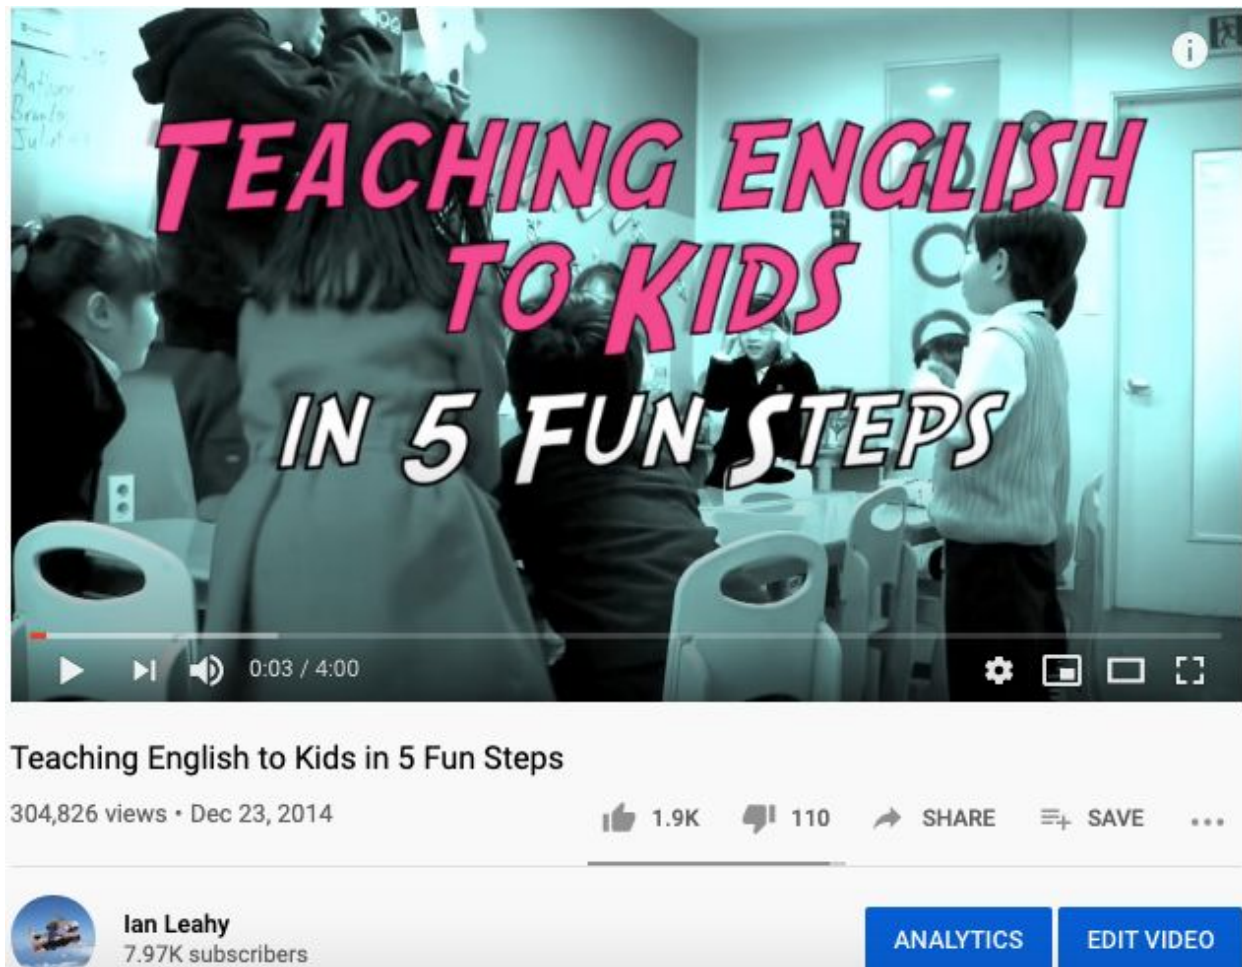 TEACHING ENGLISH
TO KIDS
IN 5 FUN STEPS
0:03 / 4:00
Teaching English to Kids in 5 Fun Steps
304,826 views • Dec 23, 2014
1.9K 110 SHARE SAVE
Ian Leahy
7.97K subscribers
ANALYTICS EDIT VIDEO